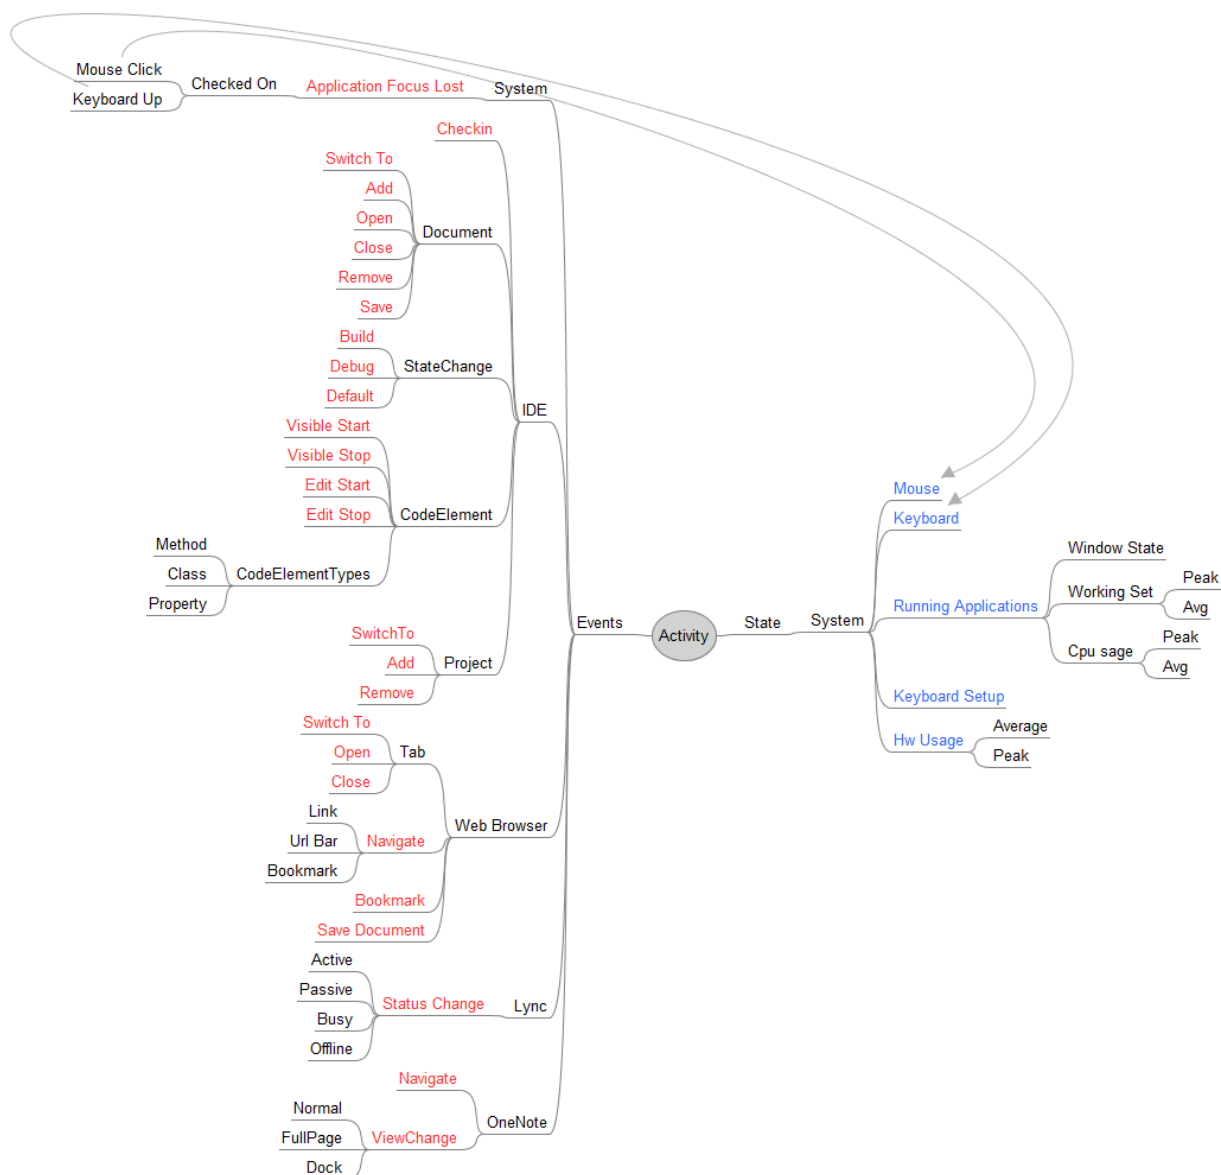 Mouse Click
Keyboard Up
Checked On
Application Focus Lost
System
Checkin
Switch To
Add
Open
Close
Remove
Save
Document
Build
Debug
Default
StateChange
IDE
Visible Start
Visible Stop
Edit Start
Edit Stop
CodeElement
Method
Class
Property
CodeElementTypes
SwitchTo
Add
Remove
Project
Events
Activity
State
System
Mouse
Keyboard
Running Applications
Window State
Working Set
Peak
Avg
Cpu sage
Peak
Avg
Keyboard Setup
Hw Usage
Average
Peak
Switch To
Open
Close
Tab
Web Browser
Link
Url Bar
Bookmark
Navigate
Bookmark
Save Document
Active
Passive
Busy
Offline
Status Change
Lync
Navigate
OneNote
Normal
FullPage
Dock
ViewChange